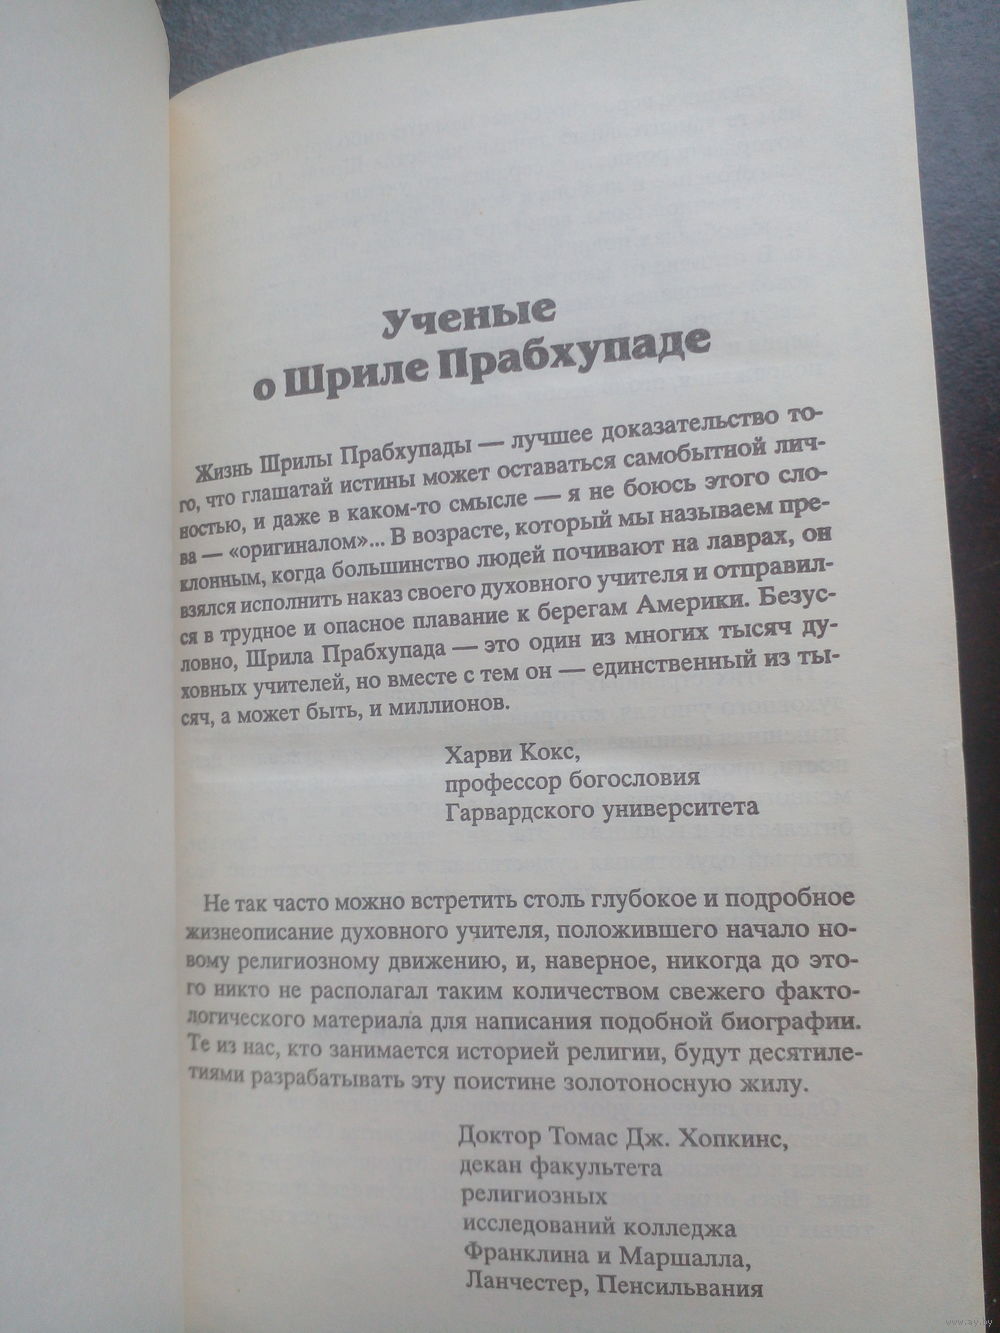 Ученые
о Шриле Прабхупаде
Жизнь Шрилы Прабхупады — лучшее доказательство то-
го, что глашатай истины может оставаться самобытной лич-
ностью, и даже в каком-то смысле — я не боюсь этого сло-
ва — «оригиналом»... В возрасте, который мы называем пре-
клонным, когда большинство людей почивают на лаврах, он
взялся исполнить наказ своего духовного учителя и отправил-
ся в трудное и опасное плавание к берегам Америки. Безус-
ловно, Шрила Прабхупада — это один из многих тысяч ду-
ховных учителей, но вместе с тем он — единственный из ты-
сяч, а может быть, и миллионов.
Харви Кокс,
профессор богословия
Гарвардского университета
Не так часто можно встретить столь глубокое и подробное
жизнеописание духовного учителя, положившего начало но-
вому религиозному движению, и, наверное, никогда до это-
го никто не располагал таким количеством свежего факто-
логического материала для написания подобной биографии.
Те из нас, кто занимается историей религии, будут десятиле-
тиями разрабатывать эту поистине золотоносную жилу.
Доктор Томас Дж. Хопкинс,
декан факультета
религиозных
исследований колледжа
Франклина и Маршалла,
Ланчестер, Пенсильвания
www.ay.by